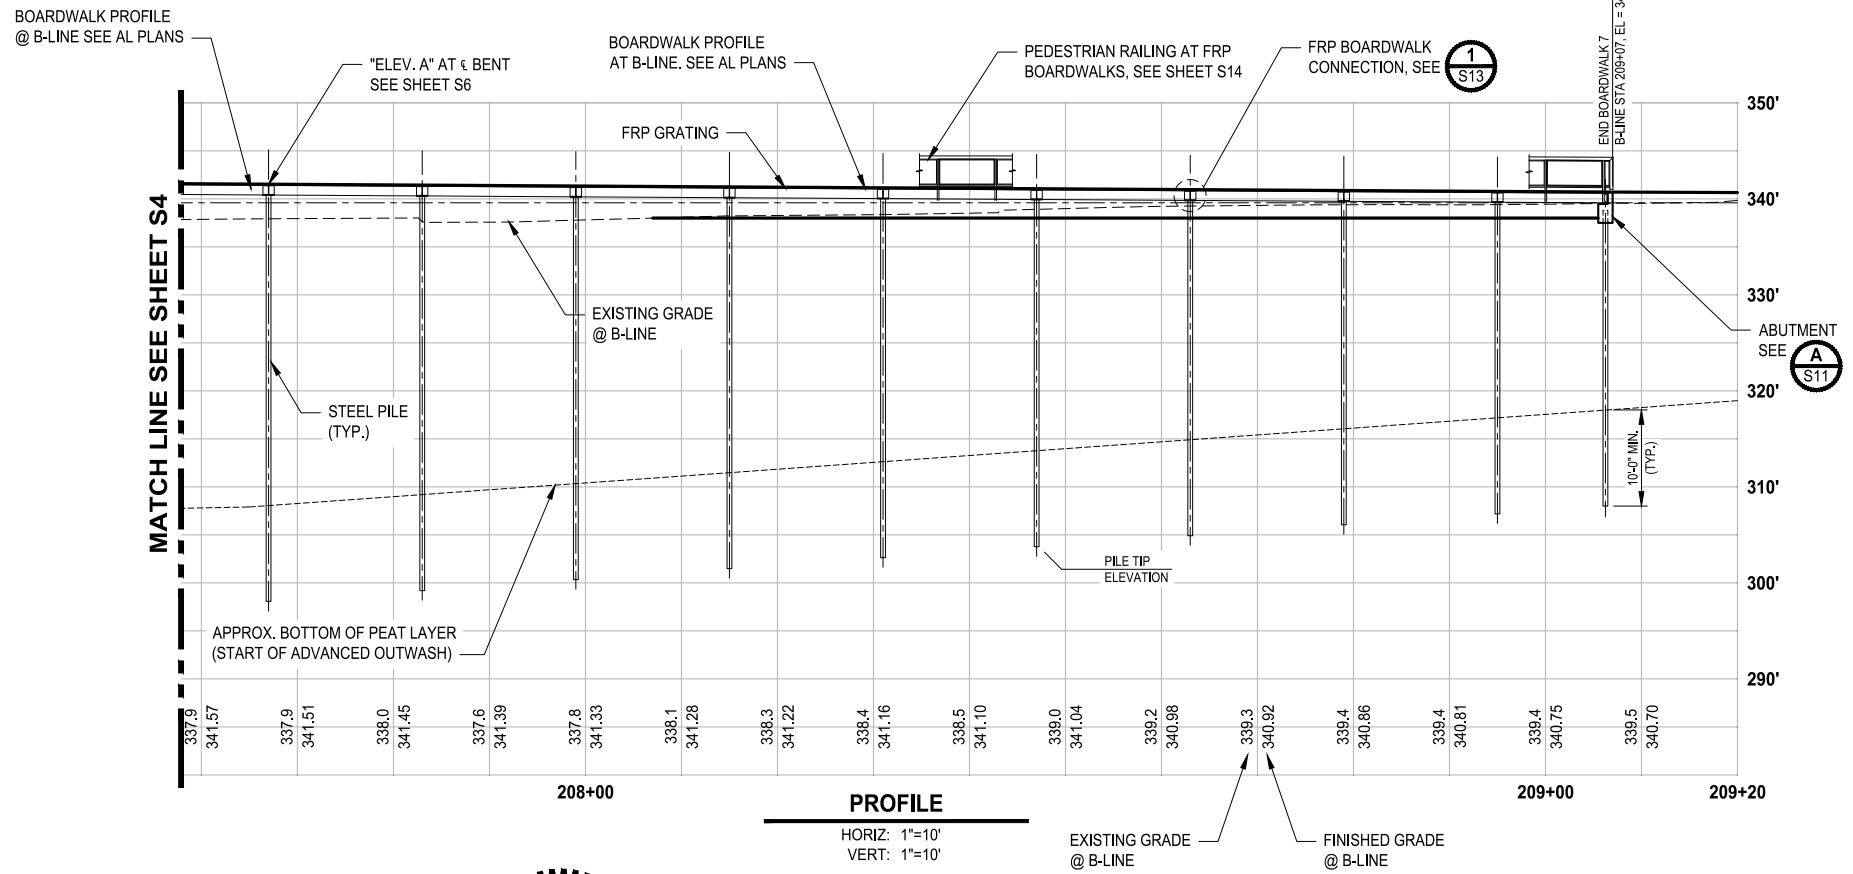 BOARDWALK PROFILE
@ B-LINE SEE AL PLANS
"ELEV. A" AT ℄ BENT
SEE SHEET S6
BOARDWALK PROFILE
AT B-LINE. SEE AL PLANS
FRP GRATING
PEDESTRIAN RAILING AT FRP
BOARDWALKS, SEE SHEET S14
FRP BOARDWALK
CONNECTION, SEE
1
S13
END BOARDWALK 7
B-LINE STA 209+07, EL =
350'
340'
330'
320'
310'
300'
290'
MATCH LINE SEE SHEET S4
EXISTING GRADE
@ B-LINE
STEEL PILE
(TYP.)
ABUTMENT
SEE
A
S11
10'-0" MIN.
(TYP.)
PILE TIP
ELEVATION
APPROX. BOTTOM OF PEAT LAYER
(START OF ADVANCED OUTWASH)
337.9
341.57
337.9
341.51
338.0
341.45
337.6
341.39
337.8
341.33
338.1
341.28
338.3
341.22
338.4
341.16
338.5
341.10
339.0
341.04
339.2
340.98
339.3
340.92
339.4
340.86
339.4
340.81
339.4
340.75
339.5
340.70
208+00
209+00
209+20
PROFILE
HORIZ: 1"=10'
VERT: 1"=10'
EXISTING GRADE
@ B-LINE
FINISHED GRADE
@ B-LINE